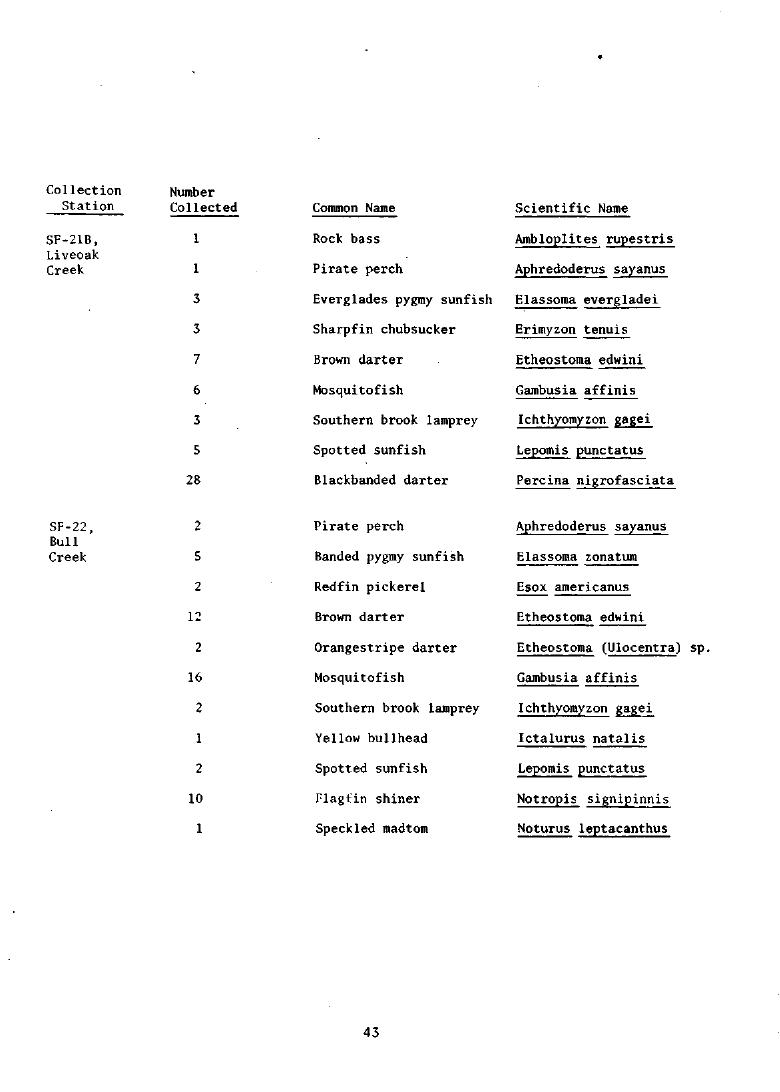 Collection Number
Station Collected Common Name Scientific Name
SF-21B, 1 Rock bass Ambloplites rupestris
Liveoak
Creek 1 Pirate perch Aphredoderus sayanus
3 Everglades pygmy sunfish Elassoma evergladei
3 Sharpfin chubsucker Erimyzon tenuis
7 Brown darter Etheostoma edwini
6 Mosquitofish Gambusia affinis
3 Southern brook lamprey Ichthyomyzon gagei
5 Spotted sunfish Lepomis punctatus
28 Blackbanded darter Percina nigrofasciata
SF-22, 2 Pirate perch Aphredoderus sayanus
Bull
Creek 5 Banded pygmy sunfish Elassoma zonatum
2 Redfin pickerel Esox americanus
12 Brown darter Etheostoma edwini
2 Orangestripe darter Etheostoma (Ulocentra) sp.
16 Mosquitofish Gambusia affinis
2 Southern brook lamprey Ichthyomyzon gagei
1 Yellow bullhead Ictalurus natalis
2 Spotted sunfish Lepomis punctatus
10 Flagfin shiner Notropis signipinnis
1 Speckled madtom Noturus leptacanthus
43